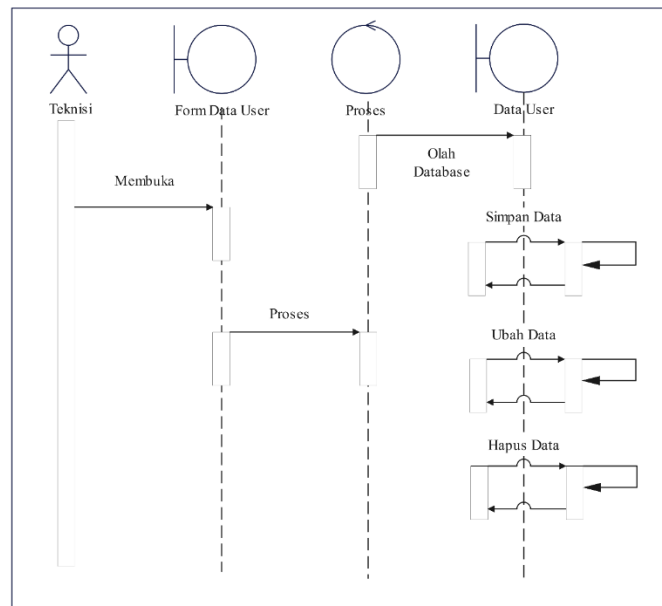 Teknisi
Form Data User
Proses
Data User
Olah
Database
Membuka
Simpan Data
Proses
Ubah Data
Hapus Data